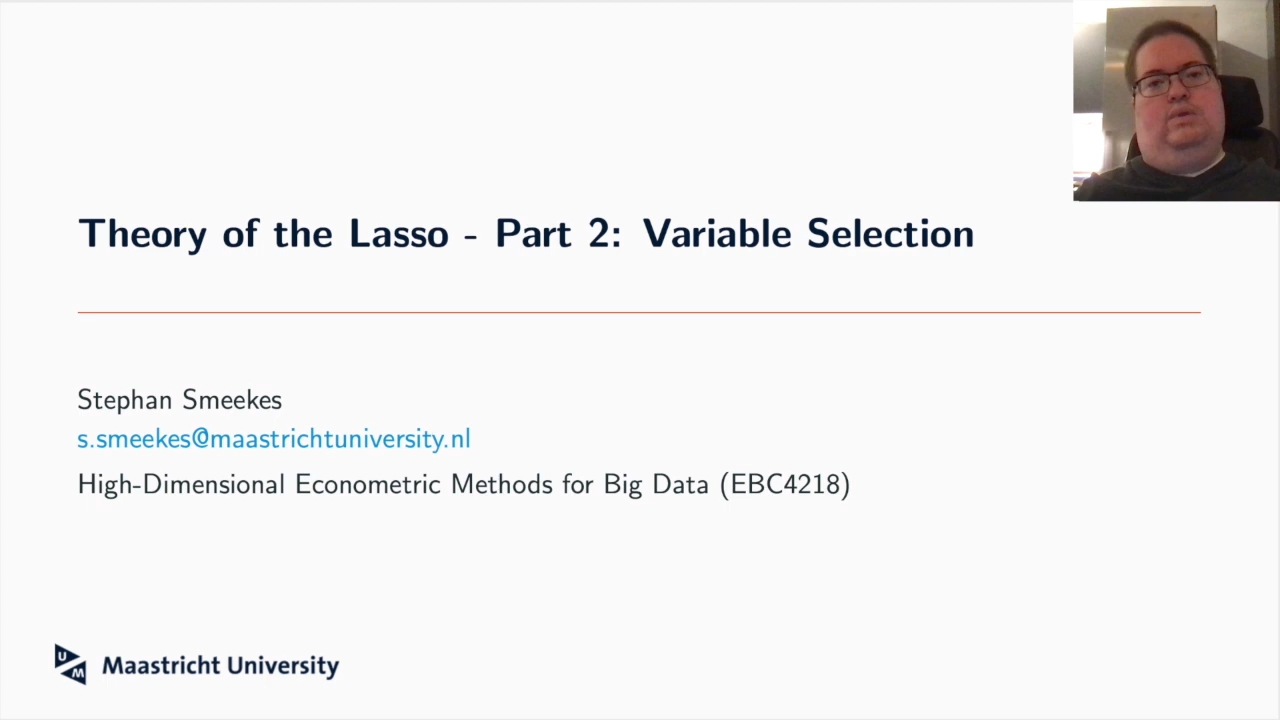 Theory of the Lasso - Part 2: Variable Selection
Stephan Smeekes
s.smeekes@maastrichtuniversity.nl
High-Dimensional Econometric Methods for Big Data (EBC4218)
U
M
Maastricht University